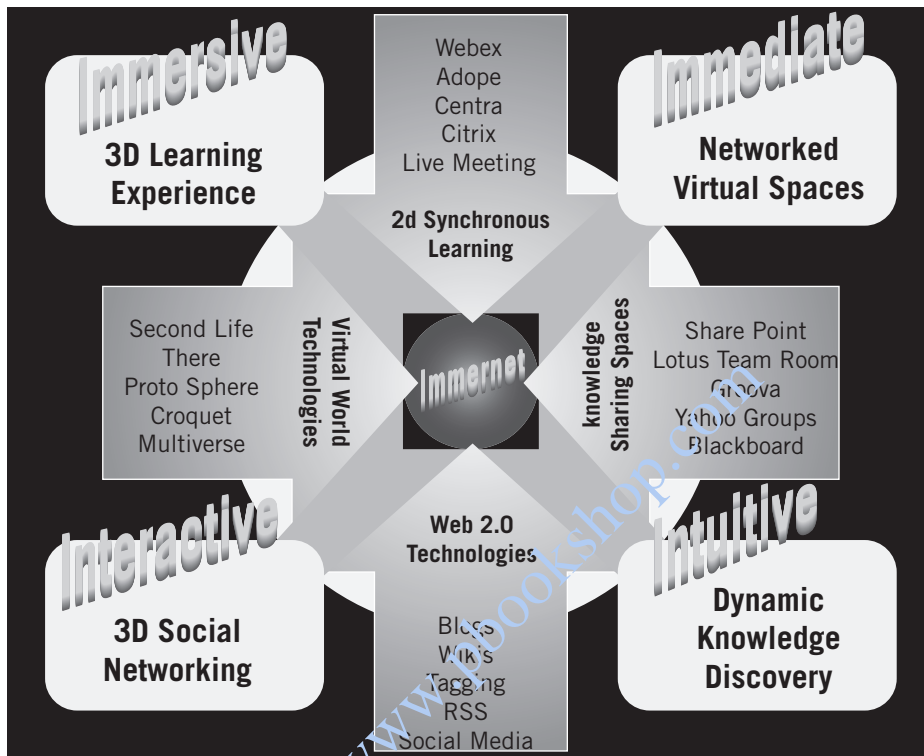 Immersive
3D Learning
Experience
Webex
Adope
Centra
Citrix
Live Meeting
2d Synchronous
Learning
Immediate
Networked
Virtual Spaces
Second Life
There
Proto Sphere
Croquet
Multiverse
Virtual World
Technologies
Immernet
knowledge
Sharing Spaces
Share Point
Lotus Team Room
Groova
Yahoo Groups
Blackboard
Interactive
3D Social
Networking
Web 2.0
Technologies
Blogs
Wikis
Tagging
RSS
Social Media
Intuitive
Dynamic
Knowledge
Discovery
www.pbookshop.com